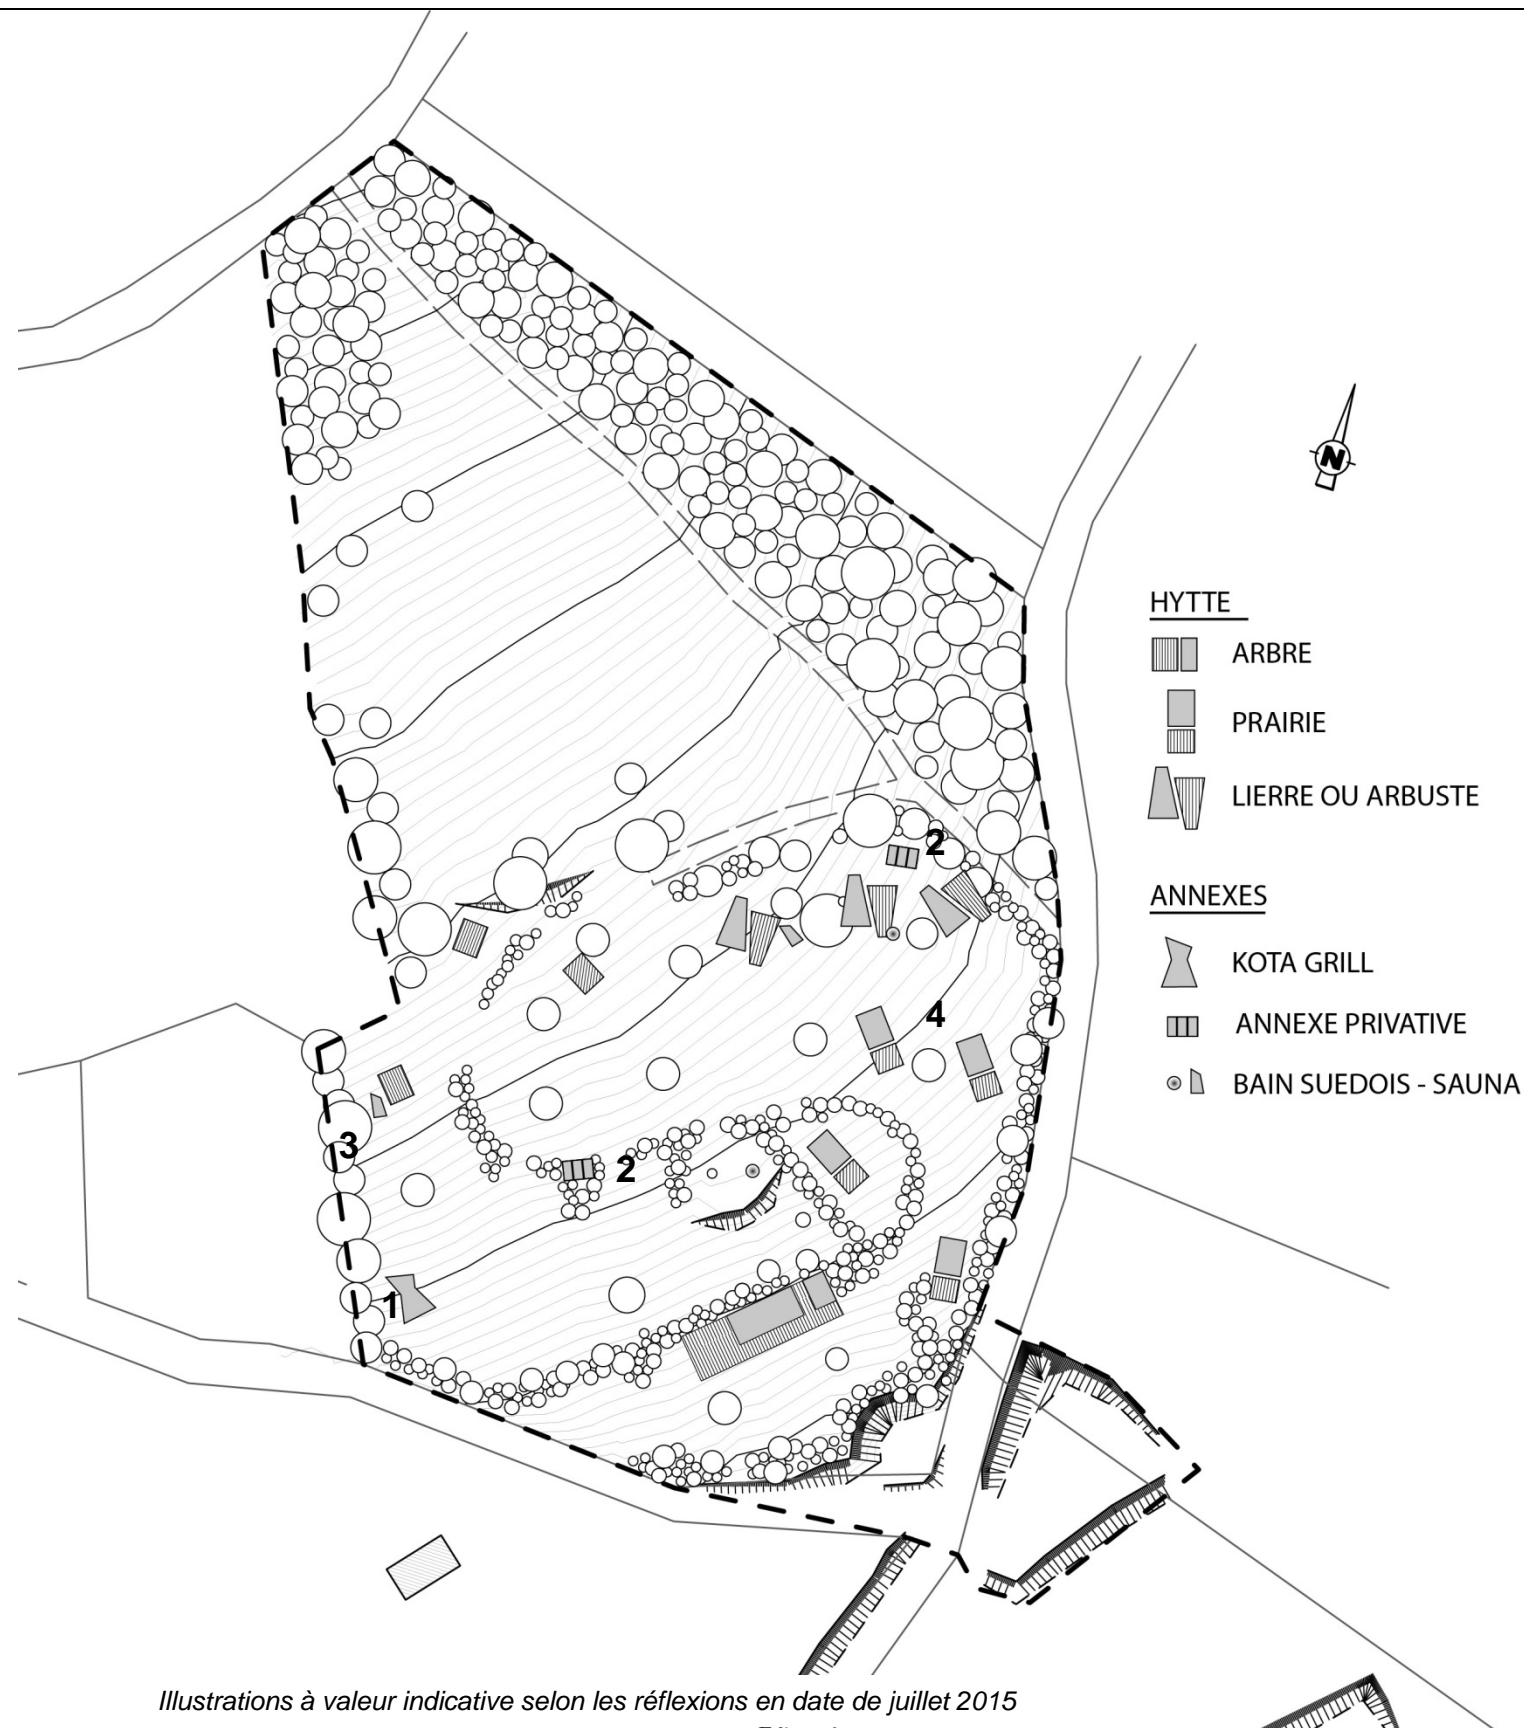 N
HYTTE
ARBRE
PRAIRIE
LIERRE OU ARBUSTE
2
ANNEXES
KOTA GRILL
4
ANNEXE PRIVATIVE
BAIN SUEDOIS - SAUNA
3
2
1
Illustrations à valeur indicative selon les réflexions en date de juillet 2015